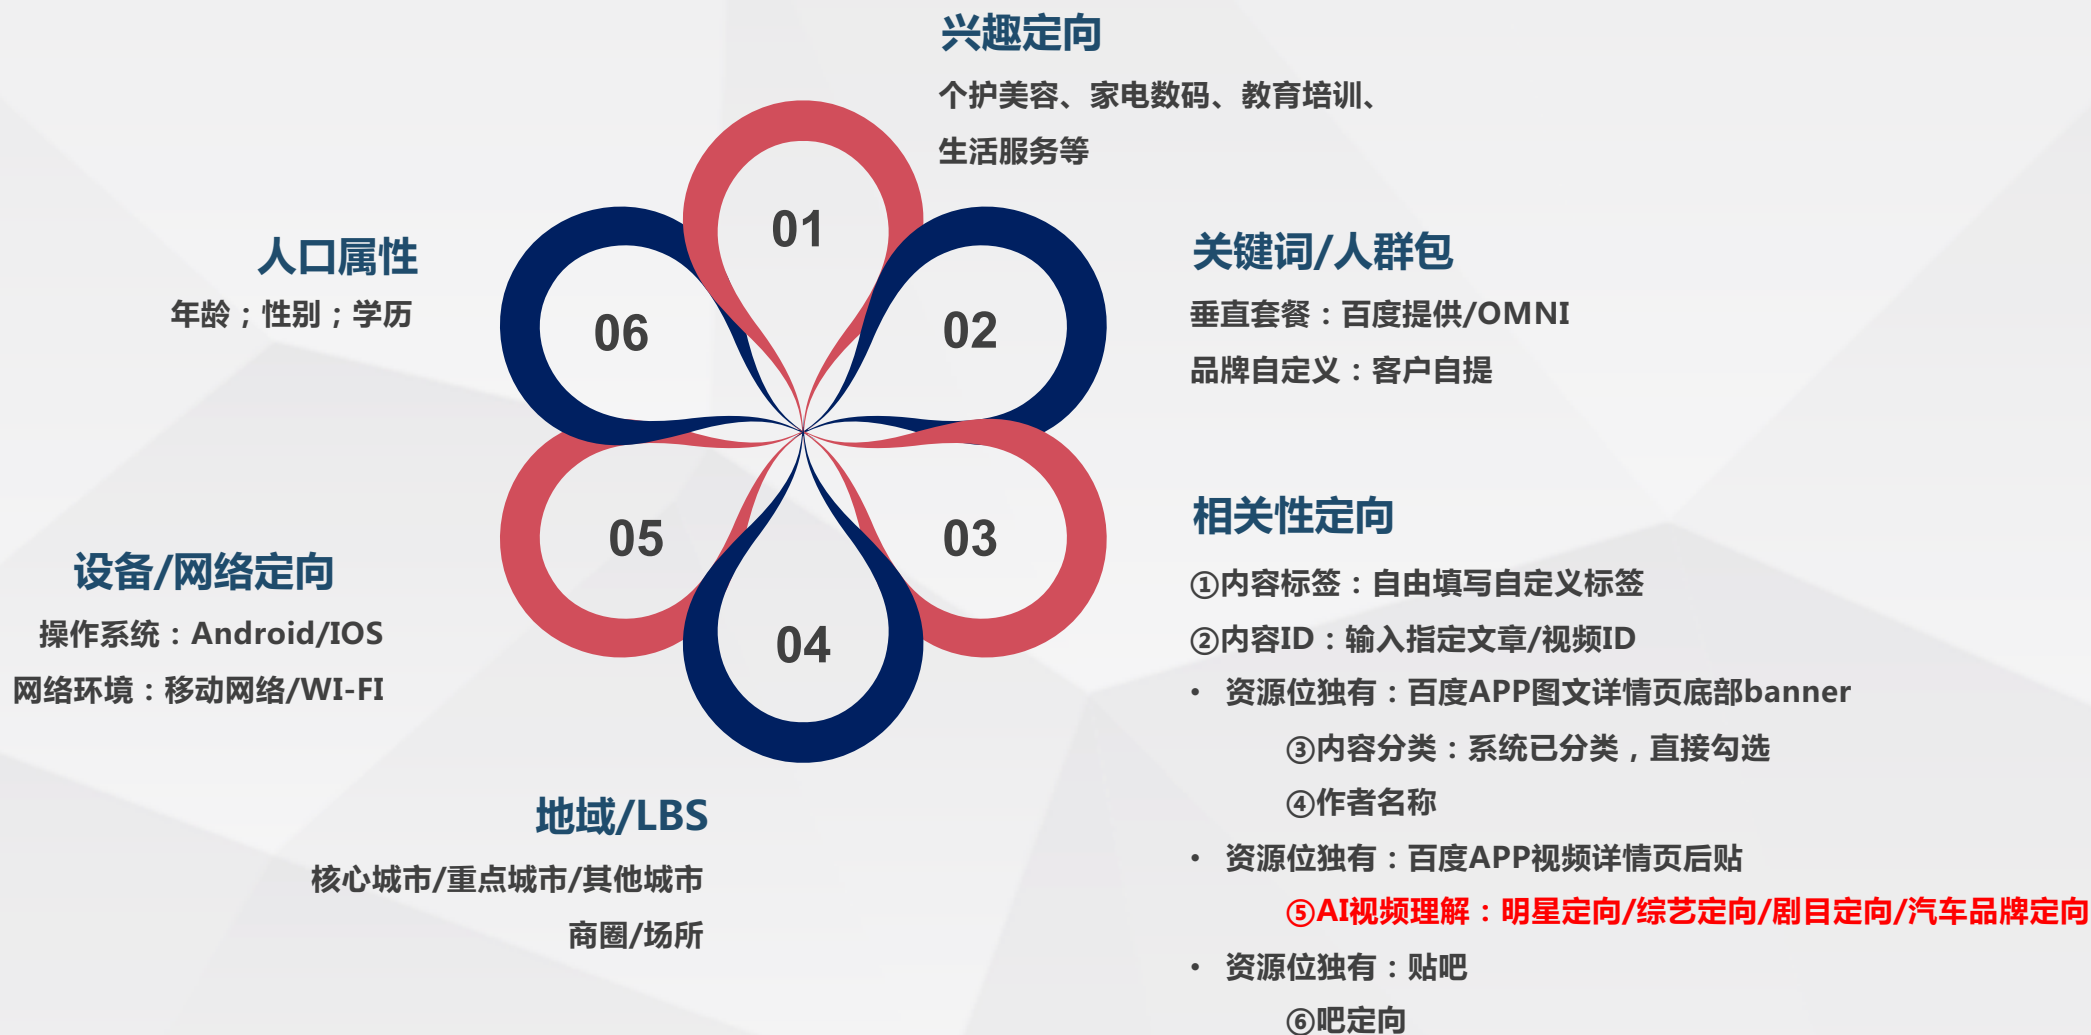 兴趣定向
个护美容、家电数码、教育培训、
生活服务等
01
关键词/人群包
垂直套餐：百度提供/OMNI
品牌自定义：客户自提
02
相关性定向
①内容标签：自由填写自定义标签
②内容ID：输入指定文章/视频ID
• 资源位独有：百度APP图文详情页底部banner
③内容分类：系统已分类，直接勾选
④作者名称
• 资源位独有：百度APP视频详情页后贴
⑤AI视频理解：明星定向/综艺定向/剧目定向/汽车品牌定向
• 资源位独有：贴吧
⑥吧定向
03
04
地域/LBS
核心城市/重点城市/其他城市
商圈/场所
05
设备/网络定向
操作系统：Android/IOS
网络环境：移动网络/WI-FI
06
人口属性
年龄；性别；学历